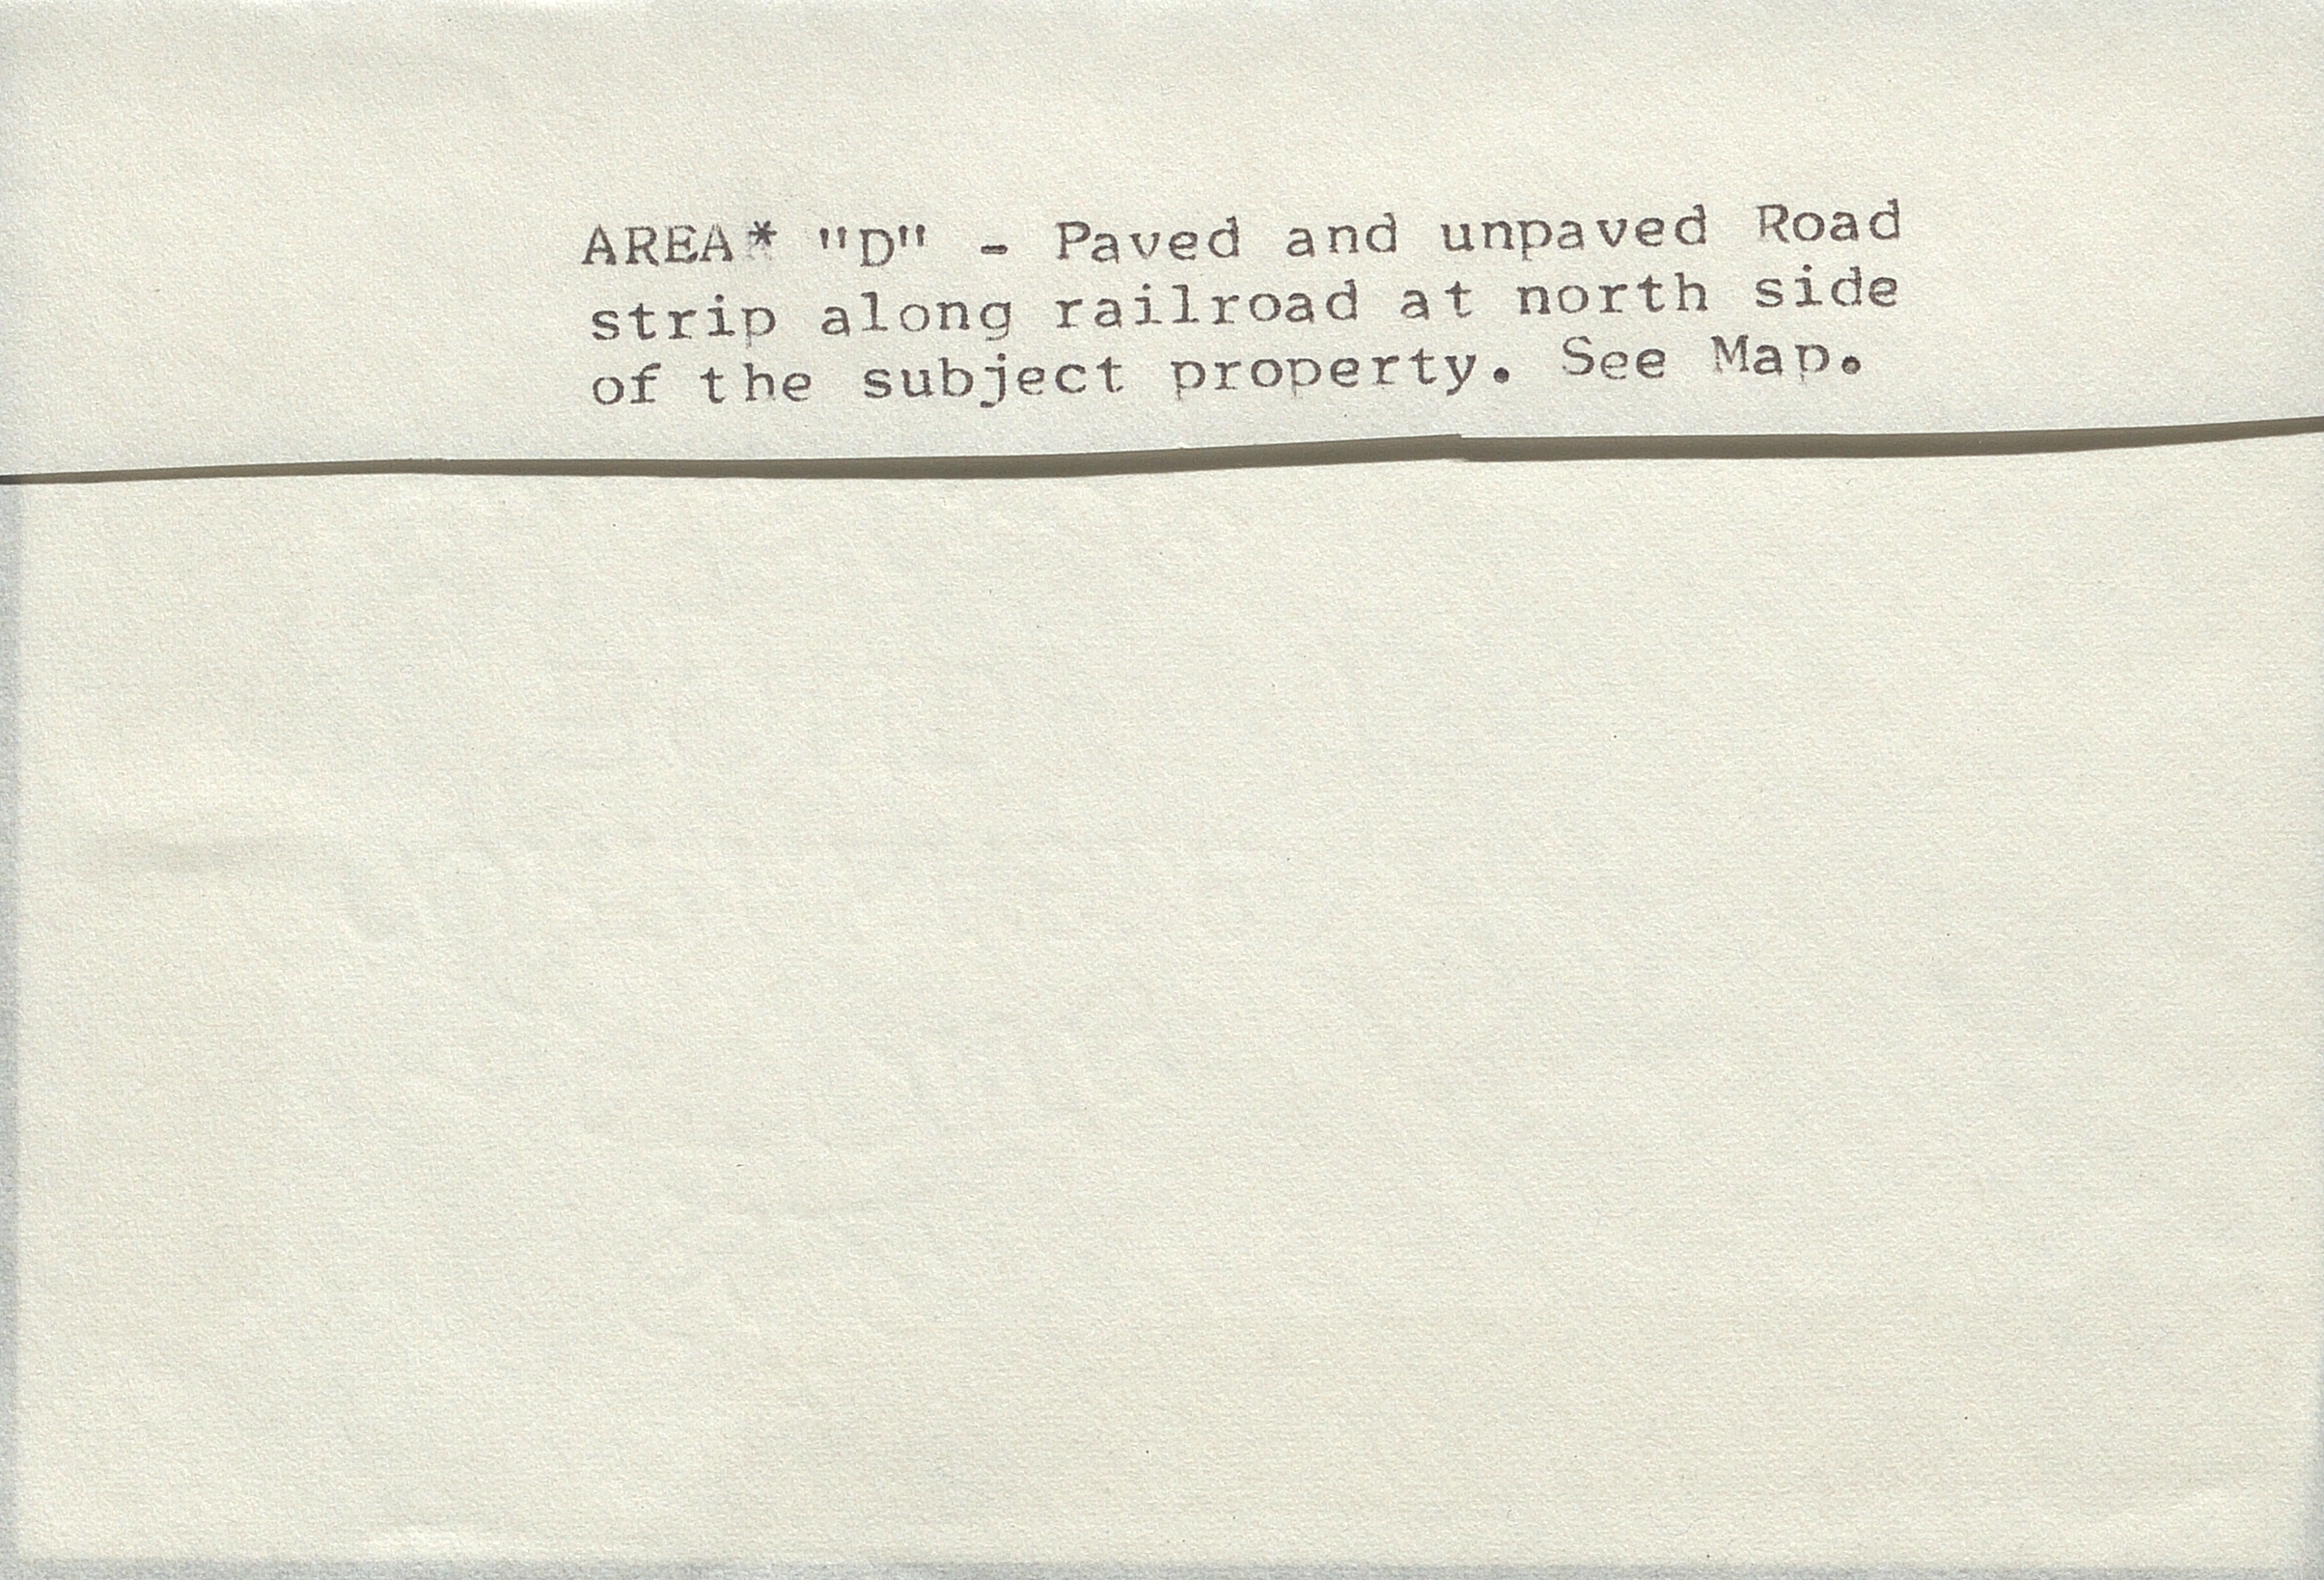 AREA* "D" - Paved and unpaved Road
strip along railroad at north side
of the subject property. See Map.